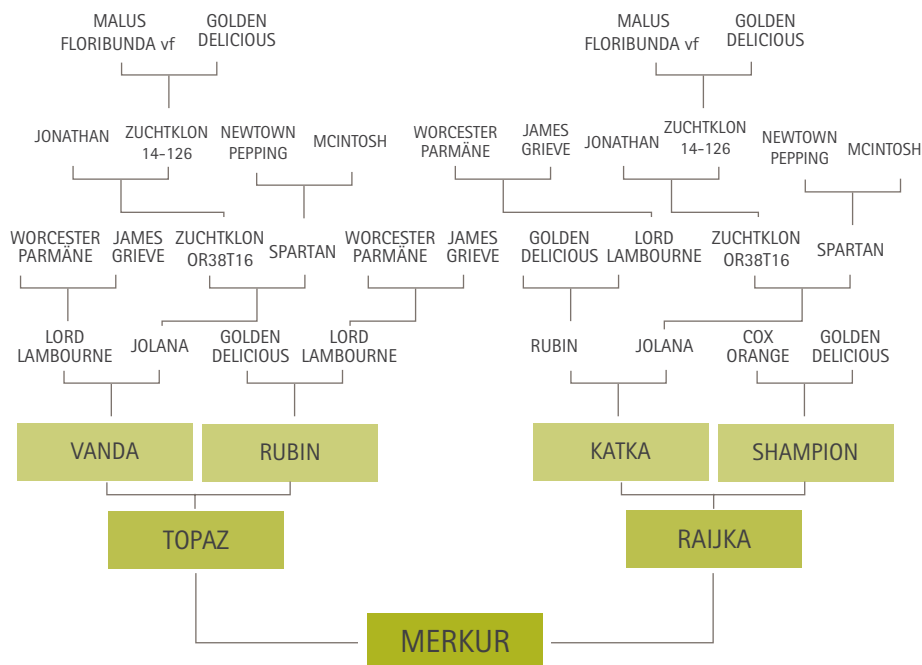 MALUS
FLORIBUNDA vf
GOLDEN
DELICIOUS
MALUS
FLORIBUNDA vf
GOLDEN
DELICIOUS
JONATHAN
ZUCHTKLON
14-126
NEWTOWN
PEPPING
MCINTOSH
WORCESTER
PARMÄNE
JAMES
GRIEVE
JONATHAN
ZUCHTKLON
14-126
NEWTOWN
PEPPING
MCINTOSH
WORCESTER
PARMÄNE
JAMES
GRIEVE
ZUCHTKLON
OR38T16
SPARTAN
WORCESTER
PARMÄNE
JAMES
GRIEVE
GOLDEN
DELICIOUS
LORD
LAMBOURNE
ZUCHTKLON
OR38T16
SPARTAN
LORD
LAMBOURNE
JOLANA
GOLDEN
DELICIOUS
LORD
LAMBOURNE
RUBIN
JOLANA
COX
ORANGE
GOLDEN
DELICIOUS
VANDA
RUBIN
KATKA
SHAMPION
TOPAZ
RAIJKA
MERKUR